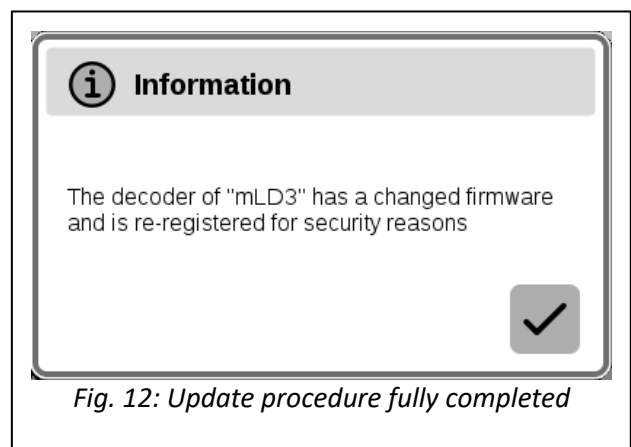 Information
The decoder of "mLD3" has a changed firmware
and is re-registered for security reasons
Fig. 12: Update procedure fully completed